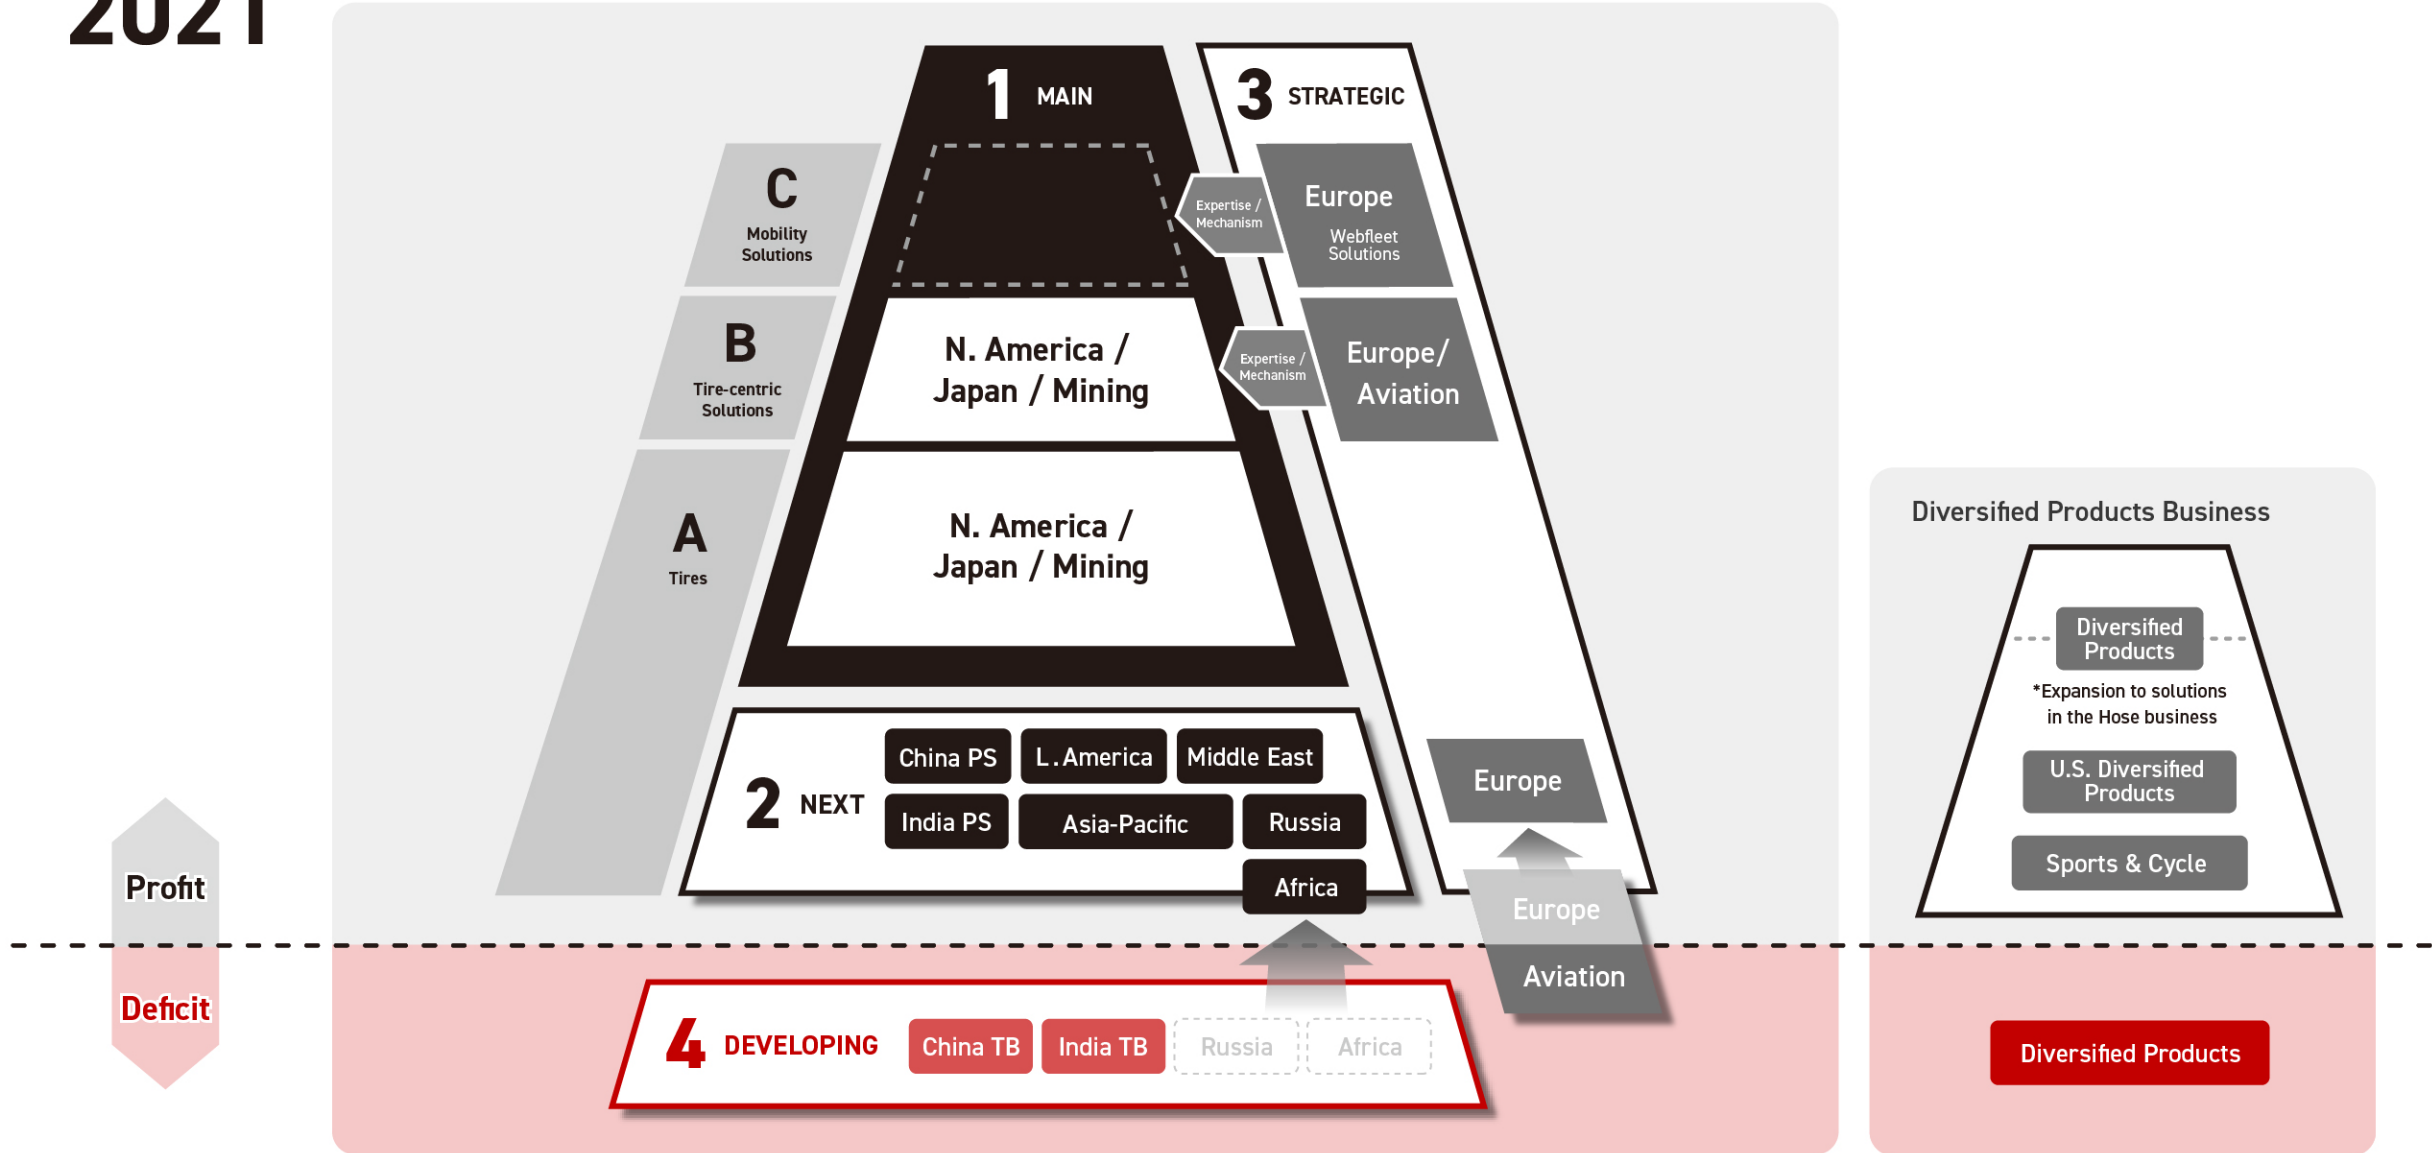 2021
1 MAIN
3 STRATEGIC
C
Mobility
Solutions
Expertise /
Mechanism
Europe
Webfleet
Solutions
B
Tire-centric
Solutions
N. America /
Japan / Mining
Expertise /
Mechanism
Europe/
Aviation
A
Tires
N. America /
Japan / Mining
2 NEXT
China PS
L.America
Middle East
India PS
Asia-Pacific
Russia
Africa
Europe
Europe
Aviation
Profit
Deficit
4 DEVELOPING
China TB
India TB
Russia
Africa
Diversified Products Business
Diversified
Products
*Expansion to solutions
in the Hose business
U.S. Diversified
Products
Sports & Cycle
Diversified Products